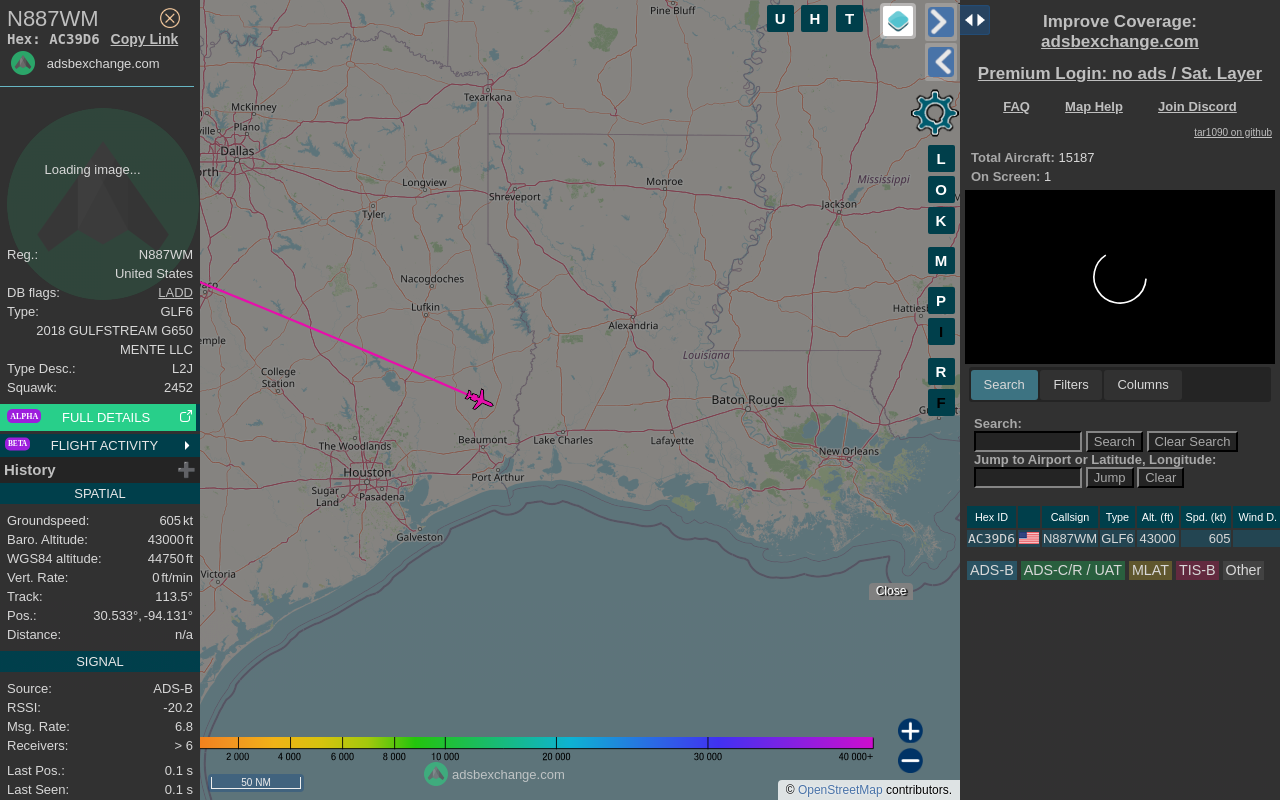 N887WM
Hex: AC39D6 Copy Link
adsbexchange.com
Loading image...
Reg.: N887WM
United States
DB flags: LADD
Type: GLF6
2018 GULFSTREAM G650
MENTE LLC
Type Desc.: L2J
Squawk: 2452
ALPHA FULL DETAILS
BETA FLIGHT ACTIVITY
History
SPATIAL
Groundspeed: 605 kt
Baro. Altitude: 43000 ft
WGS84 altitude: 44750 ft
Vert. Rate: 0 ft/min
Track: 113.5°
Pos.: 30.533°, -94.131°
Distance: n/a
SIGNAL
Source: ADS-B
RSSI: -20.2
Msg. Rate: 6.8
Receivers: > 6
Last Pos.: 0.1 s
Last Seen: 0.1 s
Pine Bluff
Texarkana
McKinney
ville Plano
Dallas
orth
Longview
Shreveport
Monroe
Mississippi
Jackson
Tyler
aco
Nacogdoches
Lufkin
Alexandria
Hatties
emple
Louisiana
College
Station
Baton Rouge
The Woodlands
Beaumont
Lake Charles
Lafayette
New Orleans
Houston
Port Arthur
Sugar
Land
Pasadena
Galveston
Victoria
U H T
L
O
K
M
P
I
R
F
Close
2 000 4 000 6 000 8 000 10 000 20 000 30 000 40 000+
50 NM
adsbexchange.com
© OpenStreetMap contributors.
Improve Coverage:
adsbexchange.com
Premium Login: no ads / Sat. Layer
FAQ Map Help Join Discord
tar1090 on github
Total Aircraft: 15187
On Screen: 1
Search Filters Columns
Search:
Search Clear Search
Jump to Airport or Latitude, Longitude:
Jump Clear
Hex ID Callsign Type Alt. (ft) Spd. (kt) Wind D.
AC39D6 N887WM GLF6 43000 605
ADS-B ADS-C/R / UAT MLAT TIS-B Other